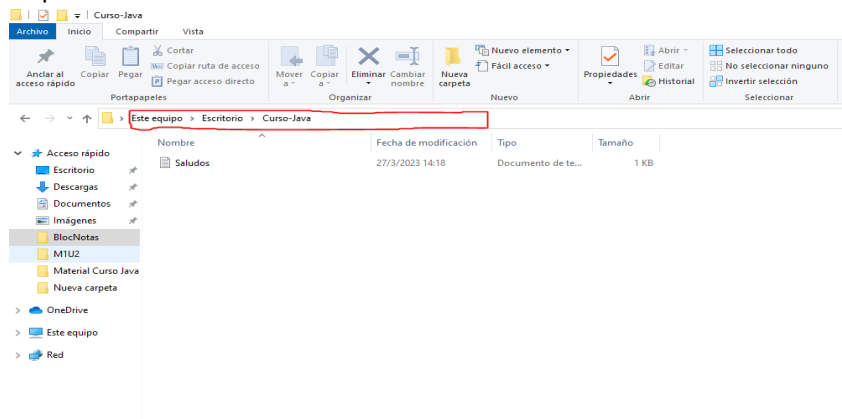 Curso-Java
Archivo Inicio Compartir Vista
Anclar al acceso rápido
Copiar
Pegar
Cortar
Copiar ruta de acceso
Pegar acceso directo
Portapapeles
Mover a
Copiar a
Eliminar
Cambiar nombre
Organizar
Nueva carpeta
Nuevo elemento
Fácil acceso
Nuevo
Propiedades
Abrir
Editar
Historial
Abrir
Seleccionar todo
No seleccionar ninguno
Invertir selección
Seleccionar
Este equipo > Escritorio > Curso-Java
Nombre Fecha de modificación Tipo Tamaño
Saludos 27/3/2023 14:18 Documento de te... 1 KB
Acceso rápido
Escritorio
Descargas
Documentos
Imágenes
BlocNotas
M1U2
Material Curso Java
Nueva carpeta
OneDrive
Este equipo
Red